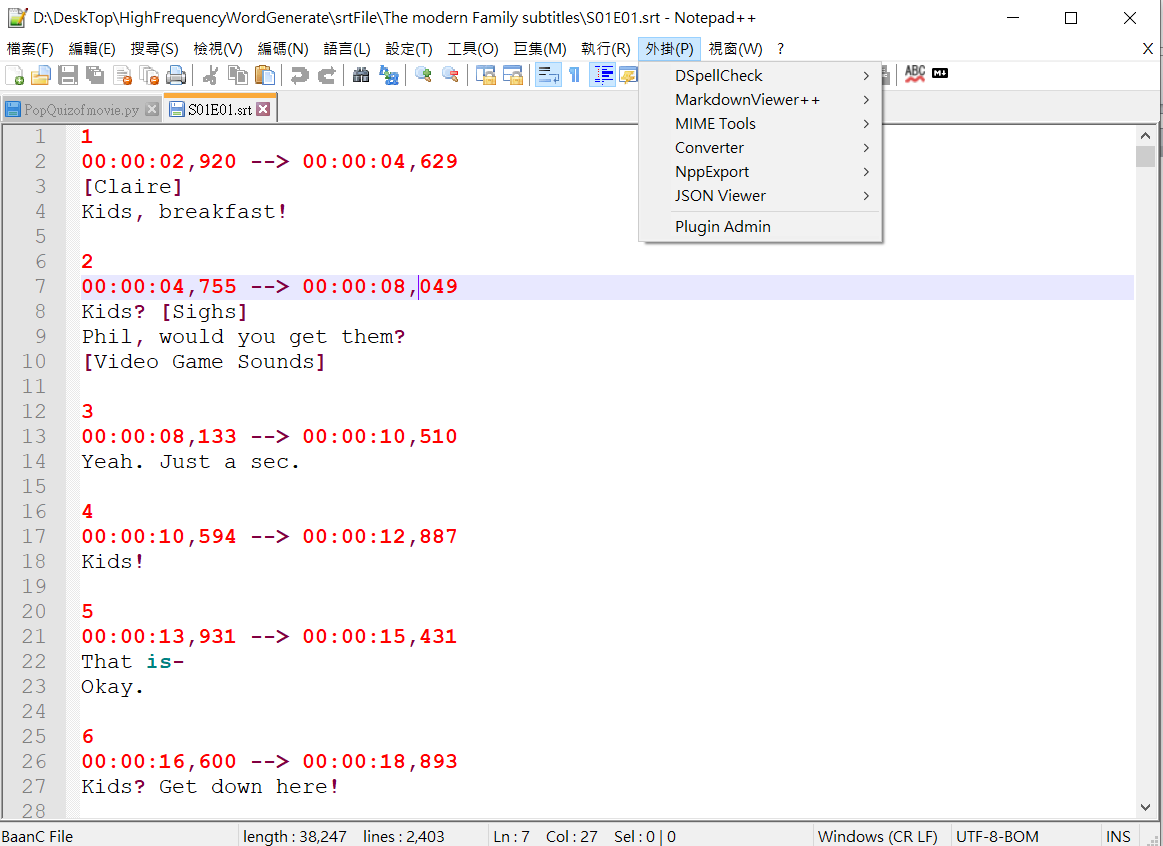 D:\DeskTop\HighFrequencyWordGenerate\srtFile\The modern Family subtitles\S01E01.srt - Notepad++
檔案(F) 編輯(E) 搜尋(S) 檢視(V) 編碼(N) 語言(L) 設定(T) 工具(O) 巨集(M) 執行(R) 外掛(P) 視窗(W) ? X
ABC M↓
PopQuizofmovie.py S01E01.srt
DSpellCheck
MarkdownViewer++
MIME Tools
Converter
NppExport
JSON Viewer
Plugin Admin
1 1
2 00:00:02,920 --> 00:00:04,629
3 [Claire]
4 Kids, breakfast!
5
6 2
7 00:00:04,755 --> 00:00:08,049
8 Kids? [Sighs]
9 Phil, would you get them?
10 [Video Game Sounds]
11
12 3
13 00:00:08,133 --> 00:00:10,510
14 Yeah. Just a sec.
15
16 4
17 00:00:10,594 --> 00:00:12,887
18 Kids!
19
20 5
21 00:00:13,931 --> 00:00:15,431
22 That is-
23 Okay.
24
25 6
26 00:00:16,600 --> 00:00:18,893
27 Kids? Get down here!
28
BaanC File length : 38,247 lines : 2,403 Ln : 7 Col : 27 Sel : 0 | 0 Windows (CR LF) UTF-8-BOM INS